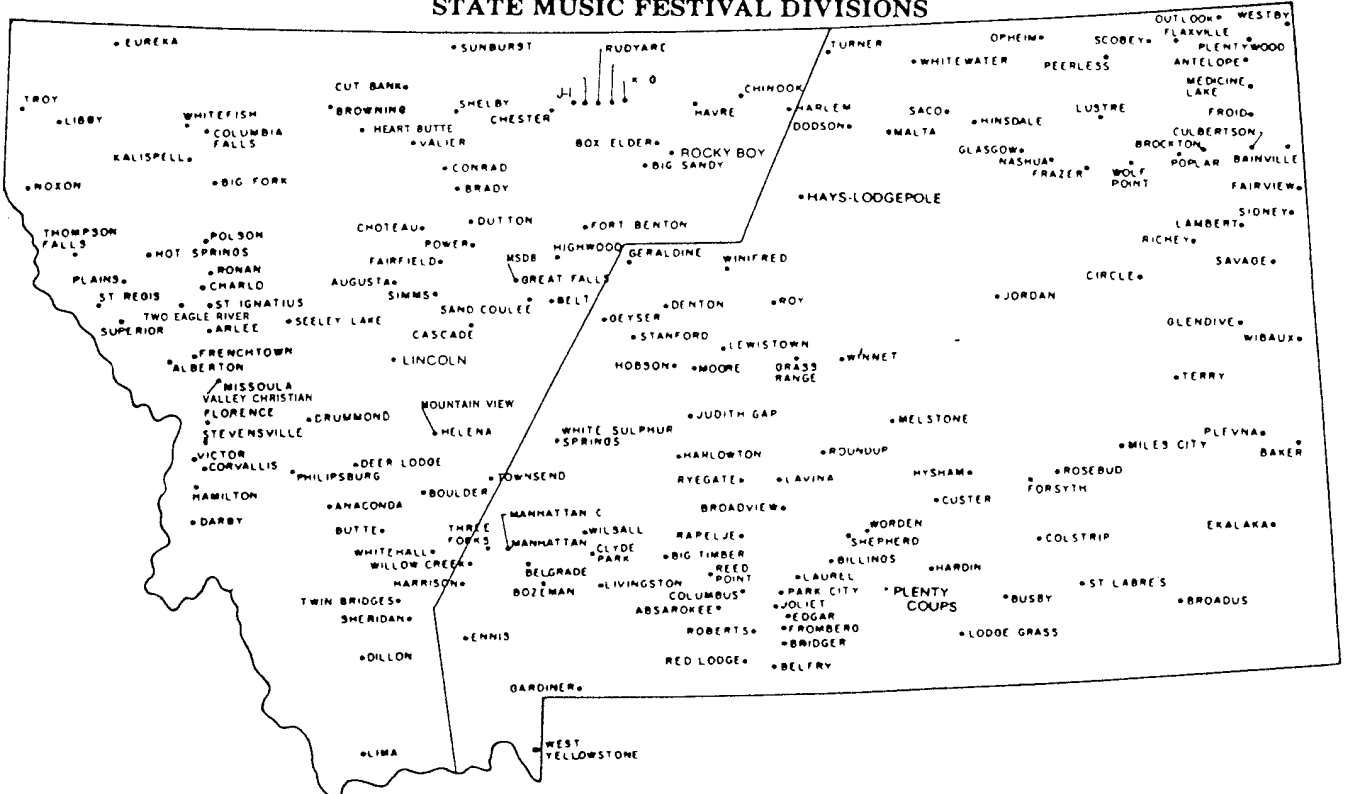 STATE MUSIC FESTIVAL DIVISIONS
OUTLOOK
WESTBY
EUREKA
SUNBURST
RUDYARD
TURNER
OPHEIM
SCOBEY
FLAXVILLE
PLENTYWOOD
WHITEWATER
PEERLESS
ANTELOPE
CUT BANK
J-I
K G
CHINOOK
MEDICINE
LAKE
TROY
LIBBY
WHITEFISH
COLUMBIA
FALLS
BROWNING
SHELBY
CHESTER
HAVRE
HARLEM
SACO
HINSDALE
LUSTRE
FROID
HEART BUTTE
DODSON
MALTA
CULBERTSON
VALIER
BOX ELDER
ROCKY BOY
GLASGOW
NASHUA
BROCKTON
POPLAR
BAINVILLE
KALISPELL
CONRAD
BIG SANDY
FRAZER
WOLF
POINT
NOXON
BIG FORK
BRADY
HAYS-LODGEPOLE
FAIRVIEW
SIDNEY
THOMPSON
FALLS
POLSON
CHOTEAU
DUTTON
FORT BENTON
LAMBERT
RICHEY
HOT SPRINGS
POWER
HIGHWOOD
GERALDINE
WINIFRED
FAIRFIELD
MSDB
SAVAGE
PLAINS
RONAN
CHARLO
AUGUSTA
GREAT FALLS
CIRCLE
ST REGIS
ST IGNATIUS
SIMMS
SAND COULEE
BELT
DENTON
ROY
JORDAN
TWO EAGLE RIVER
SUPERIOR
ARLEE
SEELEY LAKE
CASCADE
GEYSER
STANFORD
GLENDIVE
WIBAUX
FRENCHTOWN
ALBERTON
LINCOLN
LEWISTOWN
HOBSON
MOORE
GRASS
RANGE
WINNET
MISSOULA
VALLEY CHRISTIAN
TERRY
FLORENCE
DRUMMOND
MOUNTAIN VIEW
JUDITH GAP
MELSTONE
STEVENSVILLE
HELENA
WHITE SULPHUR
SPRINGS
PLEVNA
BAKER
MILES CITY
VICTOR
CORVALLIS
DEER LODGE
HARLOWTON
ROUNDUP
PHILIPSBURG
TOWNSEND
RYEGATE
LAVINA
HYSHAM
ROSEBUD
FORSYTH
HAMILTON
BOULDER
CUSTER
ANACONDA
MANHATTAN C
BROADVIEW
DARBY
BUTTE
THREE
FORKS
WILSALL
RAPELJE
WORDEN
SHEPHERD
COLSTRIP
EKALAKA
WHITEHALL
MANHATTAN
CLYDE
PARK
BIG TIMBER
BILLINGS
WILLOW CREEK
BELGRADE
REED
POINT
HARDIN
HARRISON
BOZEMAN
LIVINGSTON
LAUREL
ST LABRE'S
COLUMBUS
PARK CITY
PLENTY
COUPS
BUSBY
BROADUS
TWIN BRIDGES
ABSAROKEE
JOLIET
SHERIDAN
EDGAR
ENNIS
ROBERTS
FROMBERG
LODGE GRASS
BRIDGER
DILLON
RED LODGE
BELFRY
GARDINER
LIMA
WEST
YELLOWSTONE